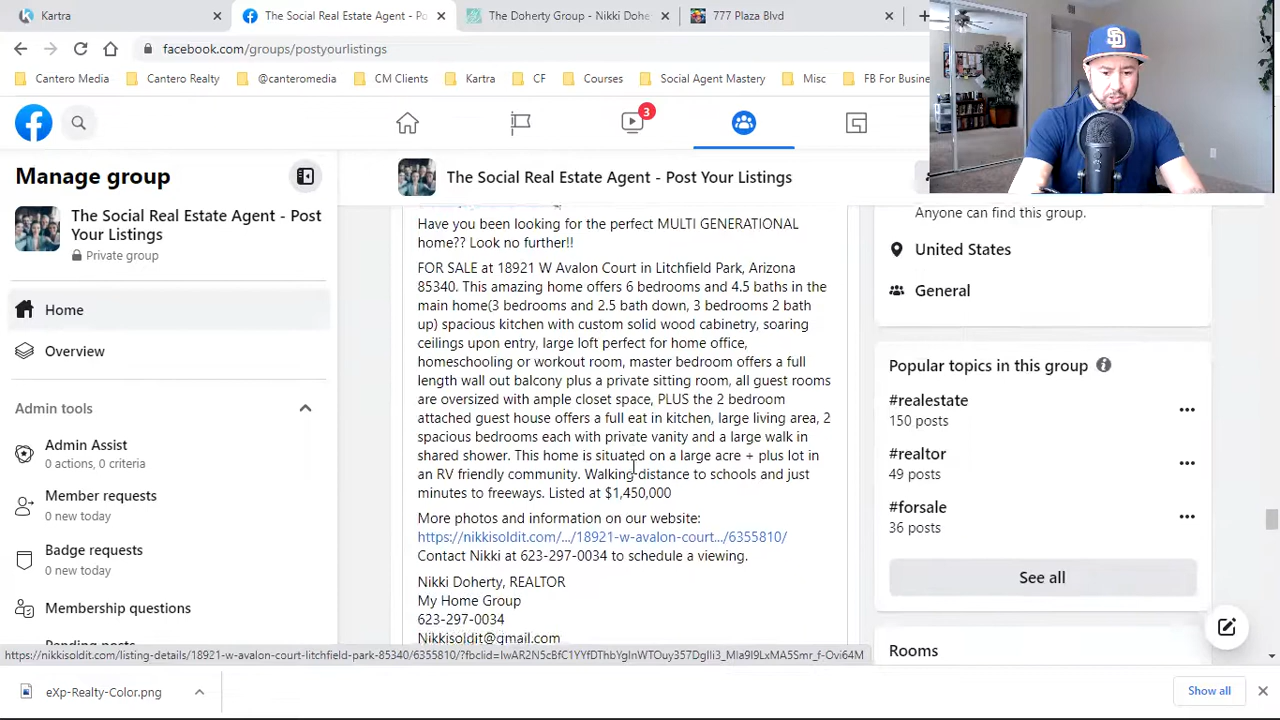 Kartra
The Social Real Estate Agent - Po
The Doherty Group - Nikki Dohe
777 Plaza Blvd
facebook.com/groups/postyourlistings
Cantero Media
Cantero Realty
@canteromedia
CM Clients
Kartra
CF
Courses
Social Agent Mastery
Misc
FB For Busine
3
Manage group
The Social Real Estate Agent - Post
Your Listings
Private group
Home
Overview
Admin tools
Admin Assist
0 actions, 0 criteria
Member requests
0 new today
Badge requests
0 new today
Membership questions
The Social Real Estate Agent - Post Your Listings
Have you been looking for the perfect MULTI GENERATIONAL
home?? Look no further!!
FOR SALE at 18921 W Avalon Court in Litchfield Park, Arizona
85340. This amazing home offers 6 bedrooms and 4.5 baths in the
main home(3 bedrooms and 2.5 bath down, 3 bedrooms 2 bath
up) spacious kitchen with custom solid wood cabinetry, soaring
ceilings upon entry, large loft perfect for home office,
homeschooling or workout room, master bedroom offers a full
length wall out balcony plus a private sitting room, all guest rooms
are oversized with ample closet space, PLUS the 2 bedroom
attached guest house offers a full eat in kitchen, large living area, 2
spacious bedrooms each with private vanity and a large walk in
shared shower. This home is situated on a large acre + plus lot in
an RV friendly community. Walking distance to schools and just
minutes to freeways. Listed at $1,450,000
More photos and information on our website:
https://nikkisoldit.com/.../18921-w-avalon-court.../6355810/
Contact Nikki at 623-297-0034 to schedule a viewing.
Nikki Doherty, REALTOR
My Home Group
623-297-0034
Nikkisoldit@gmail.com
Anyone can find this group.
United States
General
Popular topics in this group
#realestate
150 posts
#realtor
49 posts
#forsale
36 posts
See all
Rooms
eXp-Realty-Color.png
Show all